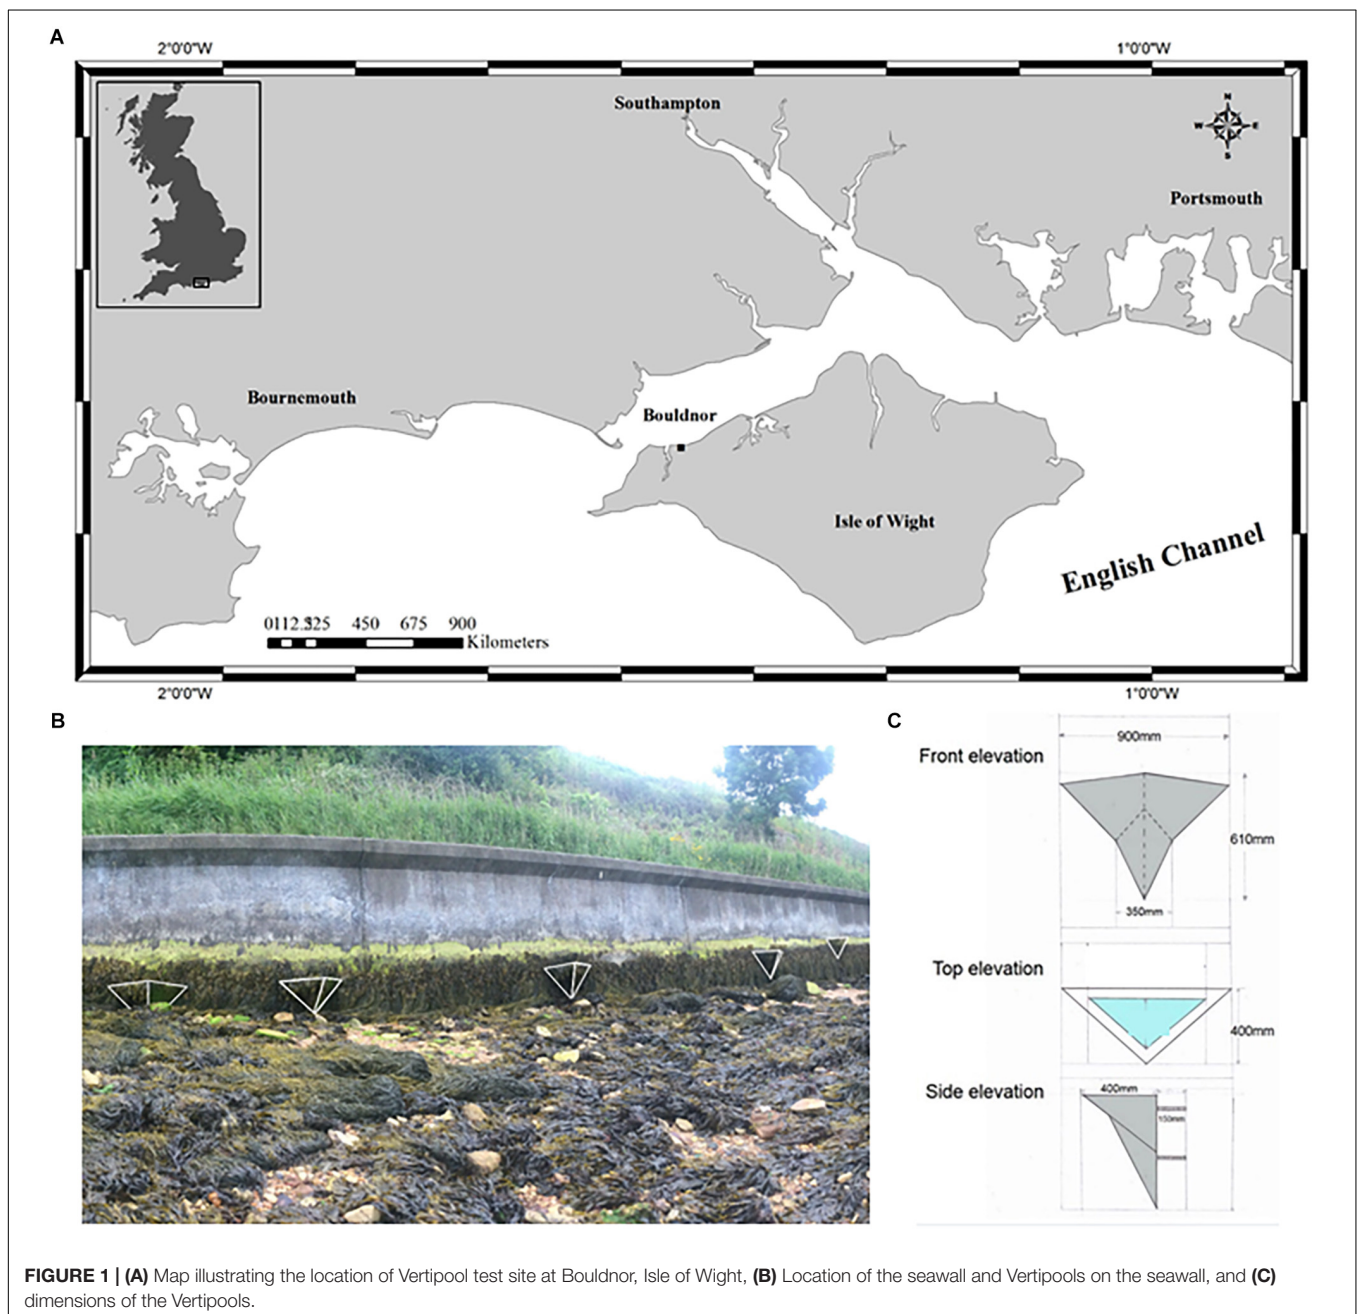 A
2°0'0"W
1°0'0"W
N
W
E
S
Southampton
Portsmouth
Bournemouth
Bouldnor
Isle of Wight
English Channel
450
675
900
Kilometers
2°0'0"W
1°0'0"W
B
C
Front elevation
900mm
610mm
350mm
Top elevation
400mm
Side elevation
400mm
FIGURE 1 | (A) Map illustrating the location of Vertipool test site at Bouldnor, Isle of Wight, (B) Location of the seawall and Vertipools on the seawall, and (C)
dimensions of the Vertipools.